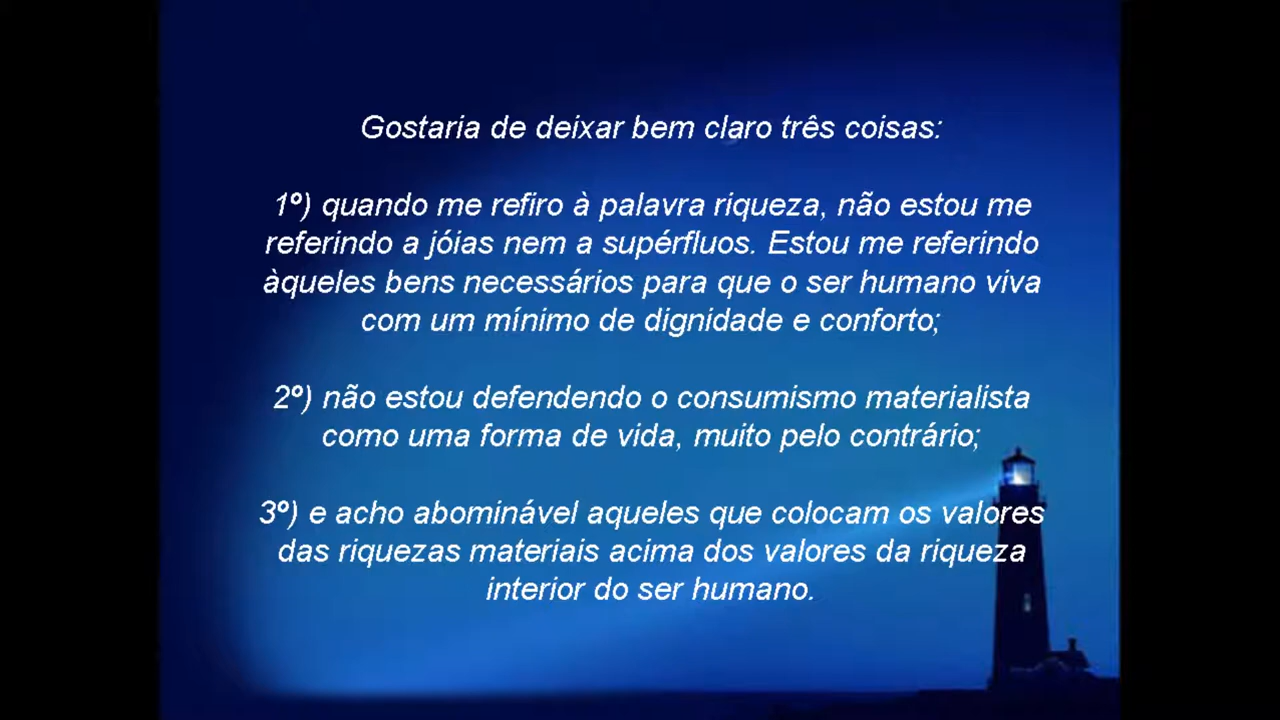 Gostaria de deixar bem claro três coisas:
1º) quando me refiro à palavra riqueza, não estou me
referindo a jóias nem a supérfluos. Estou me referindo
àqueles bens necessários para que o ser humano viva
com um mínimo de dignidade e conforto;
2º) não estou defendendo o consumismo materialista
como uma forma de vida, muito pelo contrário;
3º) e acho abominável aqueles que colocam os valores
das riquezas materiais acima dos valores da riqueza
interior do ser humano.